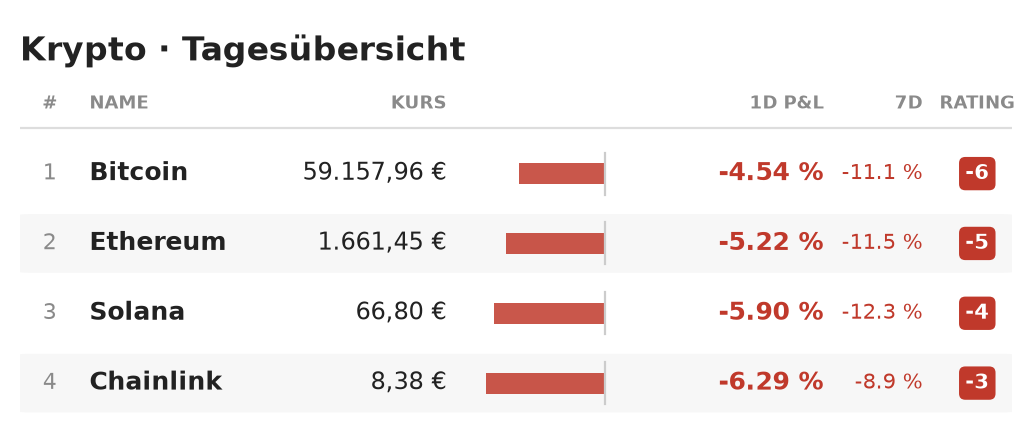 Krypto · Tagesübersicht
# NAME KURS 1D P&L 7D RATING
1 Bitcoin 59.157,96 € -4.54 % -11.1 % -6
2 Ethereum 1.661,45 € -5.22 % -11.5 % -5
3 Solana 66,80 € -5.90 % -12.3 % -4
4 Chainlink 8,38 € -6.29 % -8.9 % -3